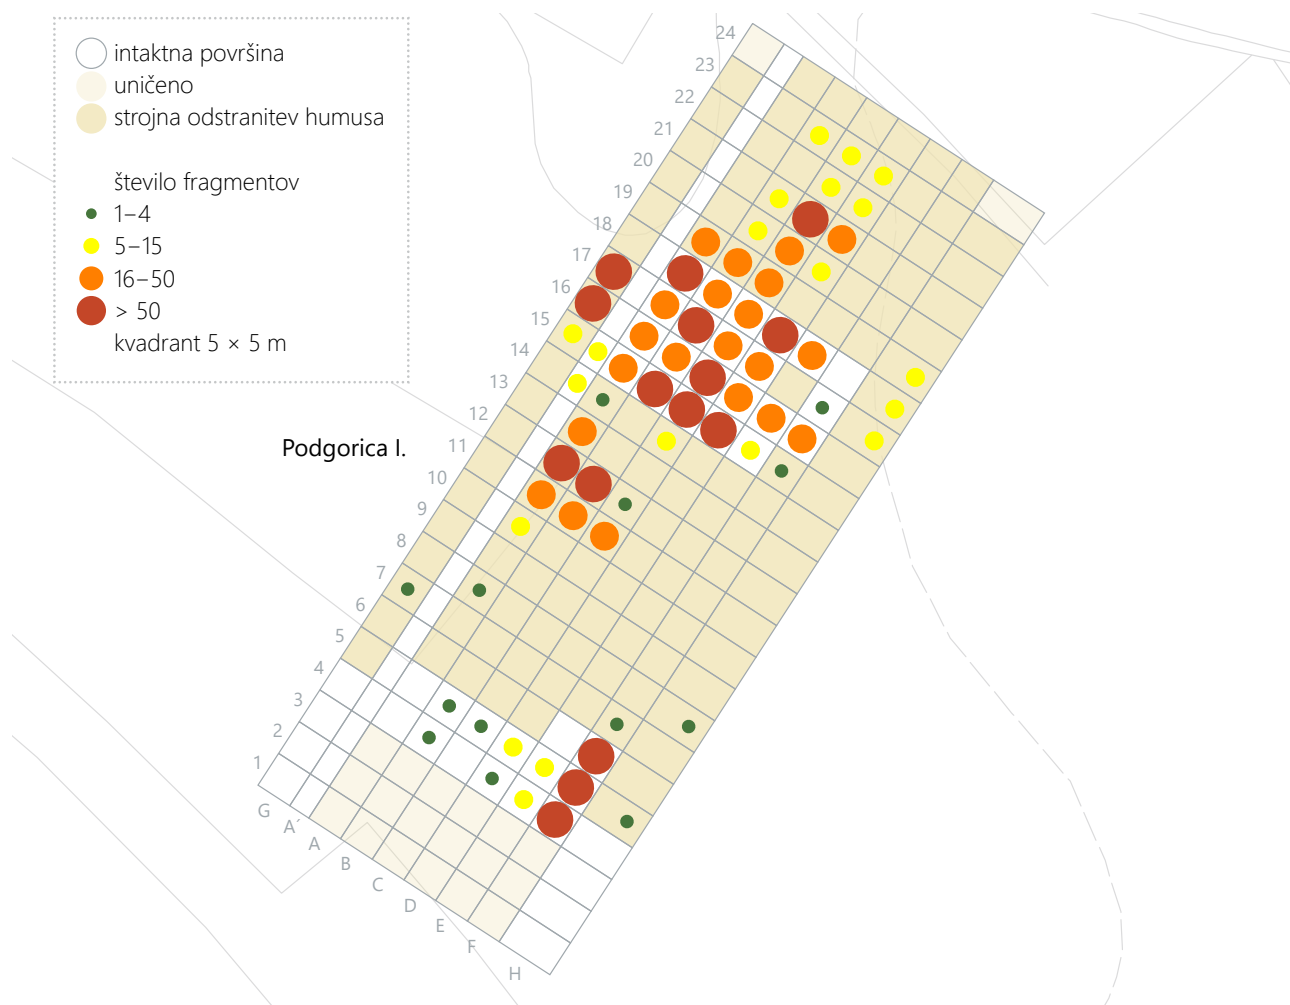 intaktna površina
uničeno
strojna odstranitev humusa
število fragmentov
1–4
5–15
16–50
> 50
kvadrant 5 × 5 m
Podgorica I.
24
23
22
21
20
19
18
17
16
15
14
13
12
11
10
9
8
7
6
5
4
3
2
1
G
A´
A
B
C
D
E
F
H